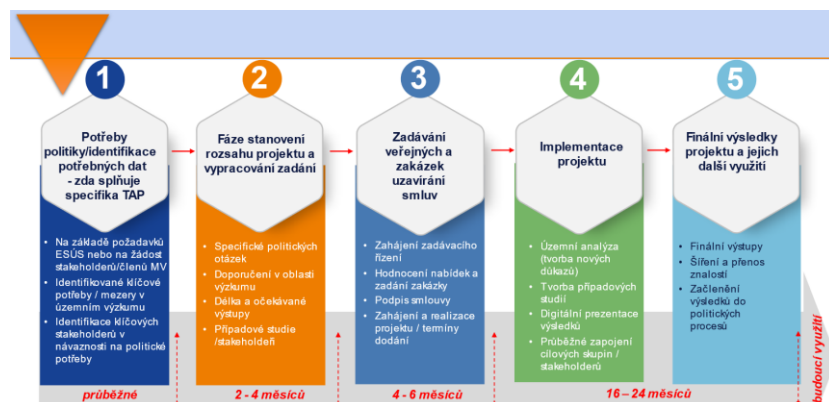 1
Potřeby
politiky/identifikace
potřebných dat
- zda splňuje
specifika TAP
• Na základě požadavků
ESÚS nebo na žádost
stakeholderů/členů MV
• Identifikované klíčové
potřeby / mezery v
územním výzkumu
• Identifikace klíčových
stakeholderů v
návaznosti na politické
potřeby
průběžné
2
Fáze stanovení
rozsahu projektu a
vypracování zadání
• Specifické politických
otázek
• Doporučení v oblasti
výzkumu
• Délka a očekávané
výstupy
• Případové studie
/stakeholdeři
2 - 4 měsíců
3
Zadávání
veřejných a
zakázek
uzavírání
smluv
• Zahájení zadávacího
řízení
• Hodnocení nabídek a
zadání zakázky
• Podpis smlouvy
• Zahájení a realizace
projektu / termíny
dodání
4 - 6 měsíců
4
Implementace
projektu
• Územní analýza
(tvorba nových
důkazů)
• Tvorba případových
studií
• Digitální prezentace
výsledků
• Průběžné zapojení
cílových skupin /
stakeholderů
5
Finální výsledky
projektu a jejich
další využití
• Finální výstupy
• Šíření a přenos
znalostí
• Začlenění
výsledků do
politických
procesů
16 – 24 měsíců
budoucí využití